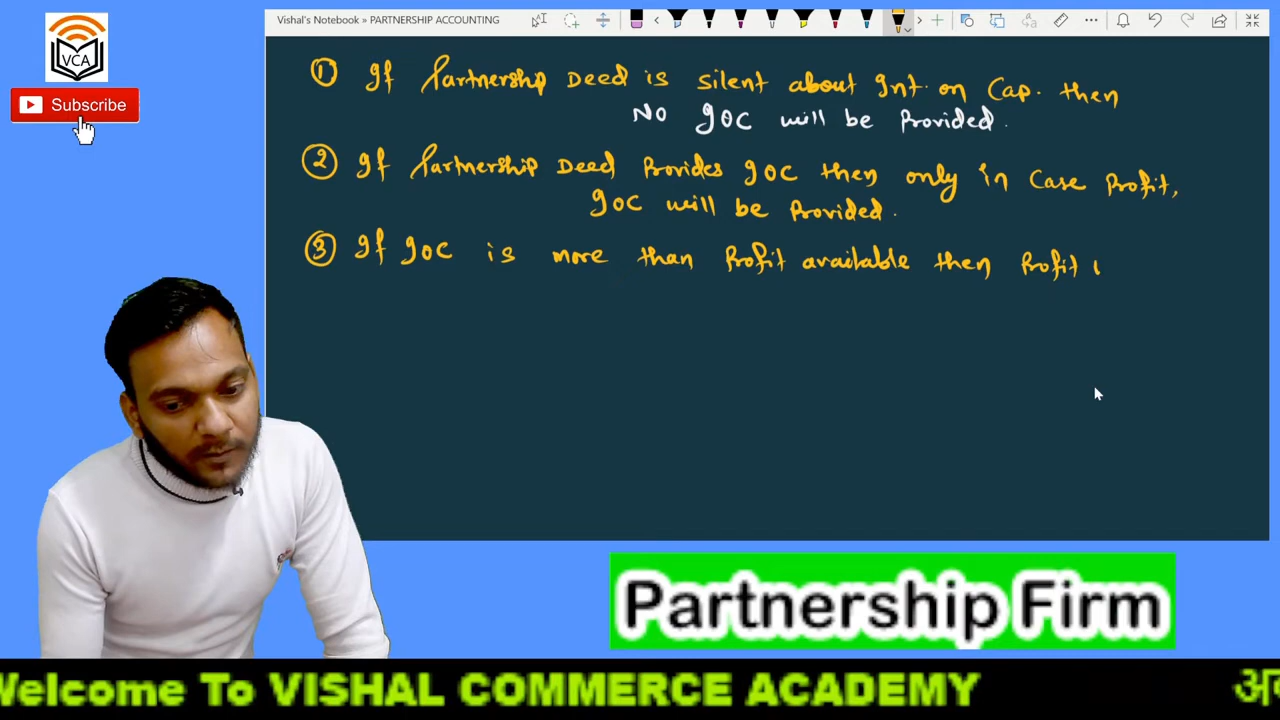 VCA
Subscribe
Vishal's Notebook » PARTNERSHIP ACCOUNTING
① If Partnership Deed is silent about Int. on Cap. then
NO IOC will be Provided.
② If Partnership Deed Provides IOC then only in Case Profit,
IOC will be Provided.
③ If IOC is more than Profit available then Profit
Partnership Firm
Welcome To VISHAL COMMERCE ACADEMY